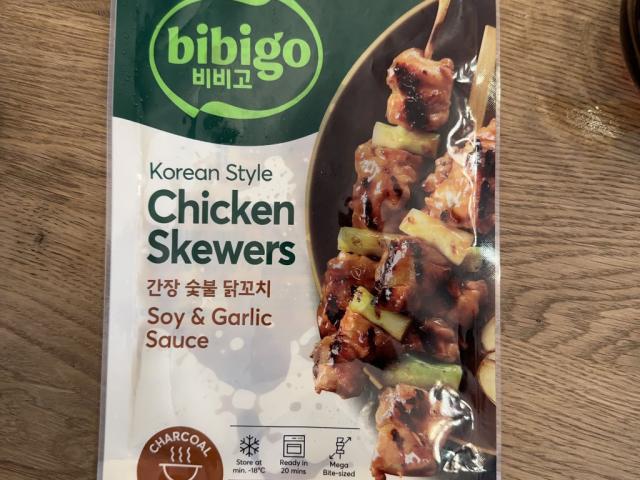 bibigo
비비고
Korean Style
Chicken
Skewers
간장 숯불 닭꼬치
Soy & Garlic
Sauce
CHARCOAL
Store at
min. -18°C
Ready in
20 mins
Mega
Bite-sized